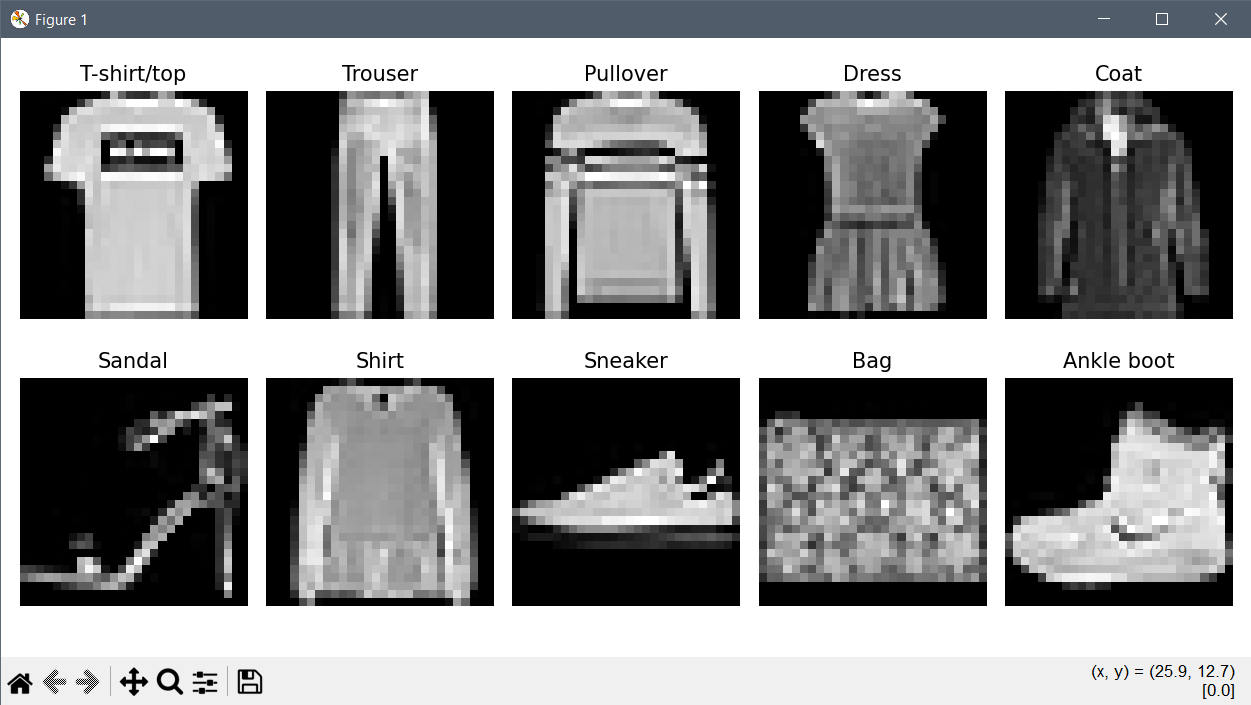 Figure 1
T-shirt/top
Trouser
Pullover
Dress
Coat
Sandal
Shirt
Sneaker
Bag
Ankle boot
(x, y) = (25.9, 12.7)
[0.0]